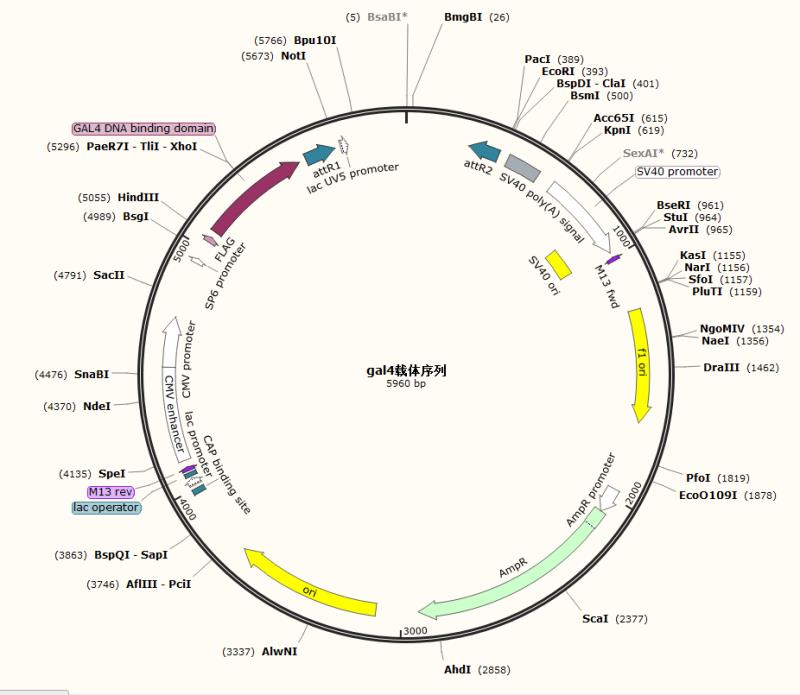 (5) BsaBI*
BmgBI (26)
(5766) Bpu10I
(5673) NotI
PacI (389)
EcoRI (393)
BspDI - ClaI (401)
BsmI (500)
Acc65I (615)
KpnI (619)
SexAI* (732)
SV40 promoter
BseRI (961)
StuI (964)
AvrII (965)
KasI (1155)
NarI (1156)
SfoI (1157)
PluTI (1159)
NgoMIV (1354)
NaeI (1356)
DraIII (1462)
PfoI (1819)
EcoO109I (1878)
ScaI (2377)
AhdI (2858)
(3337) AlwNI
(3746) AflIII - PciI
(3863) BspQI - SapI
lac operator
M13 rev
(4135) SpeI
(4370) NdeI
(4476) SnaBI
(4791) SacII
(4989) BsgI
(5055) HindIII
(5296) PaeR7I - TliI - XhoI
GAL4 DNA binding domain
attR1
lac UV5 promoter
attR2
SV40 poly(A) signal
1000
SV40 ori
M13 fwd
f1 ori
2000
AmpR promoter
AmpR
3000
ori
4000
CAP binding site
lac promoter
CMV enhancer
CMV promoter
SP6 promoter
5000
FLAG
gal4载体序列
5960 bp